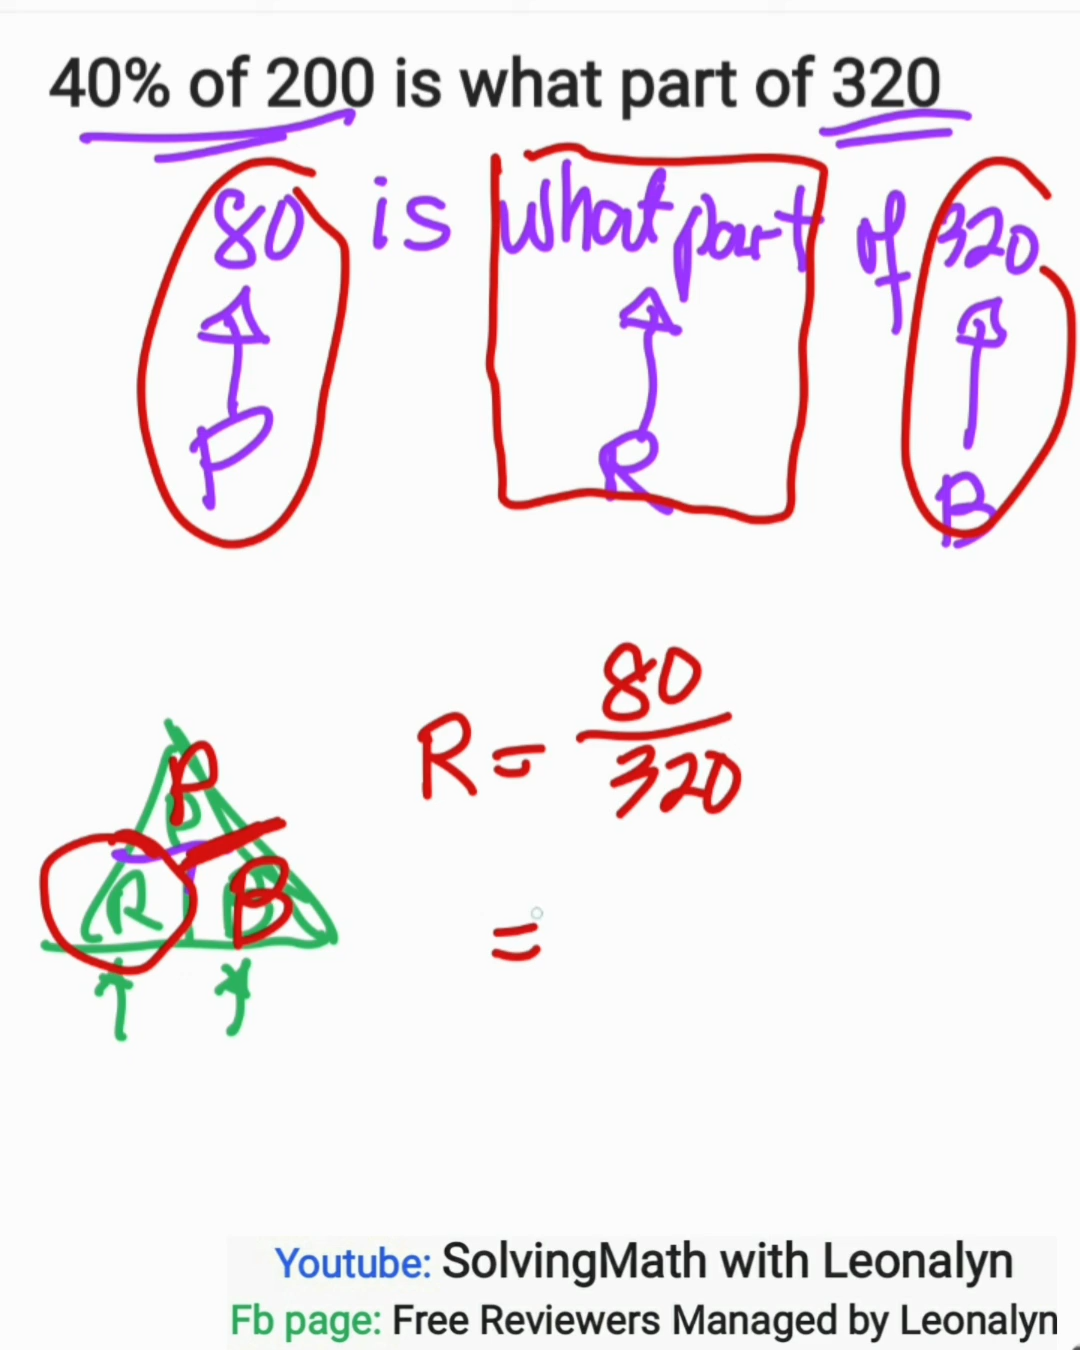 40% of 200 is what part of 320
80 is what part of 320
P R B
R = 80/320
P
R B
=
Youtube: SolvingMath with Leonalyn
Fb page: Free Reviewers Managed by Leonalyn